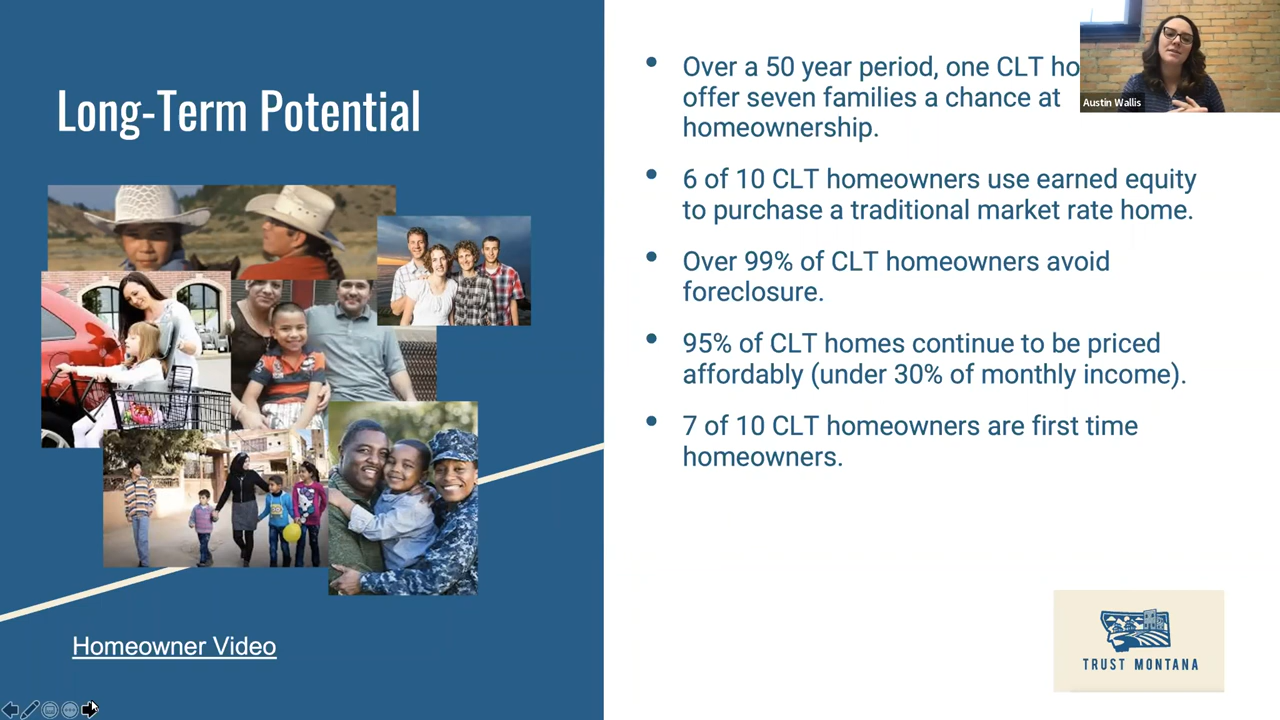 Long-Term Potential
Over a 50 year period, one CLT
offer seven families a chance at
homeownership.
6 of 10 CLT homeowners use earned equity
to purchase a traditional market rate home.
Over 99% of CLT homeowners avoid
foreclosure.
95% of CLT homes continue to be priced
affordably (under 30% of monthly income).
7 of 10 CLT homeowners are first time
homeowners.
Austin Wallis
Homeowner Video
TRUST MONTANA